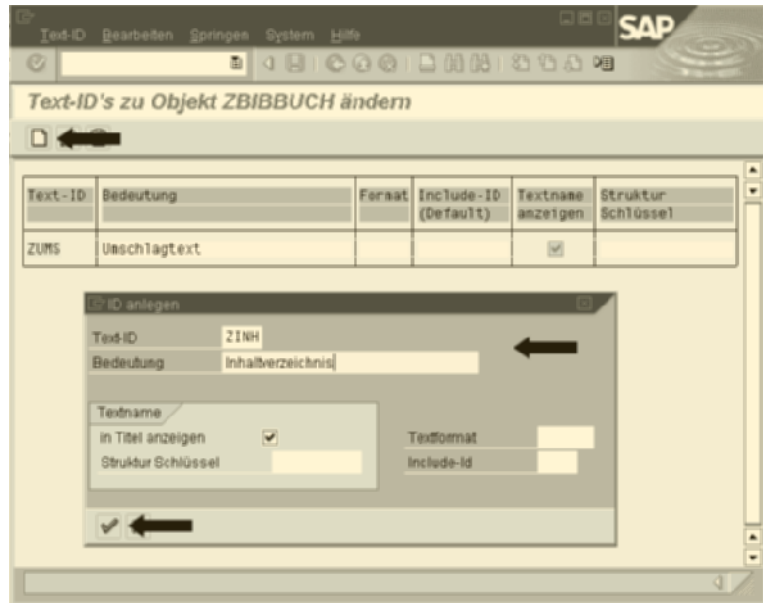 Text-ID Bearbeiten Springen System Hilfe
SAP
Text-ID's zu Objekt ZBIBBUCH ändern
Text-ID Bedeutung Format Include-ID Textname Struktur
(Default) anzeigen Schlüssel
ZUMS Umschlagtext
ID anlegen
Text-ID ZINH
Bedeutung Inhaltverzeichnis
Textname
in Titel anzeigen Textformat
Struktur Schlüssel Include-Id